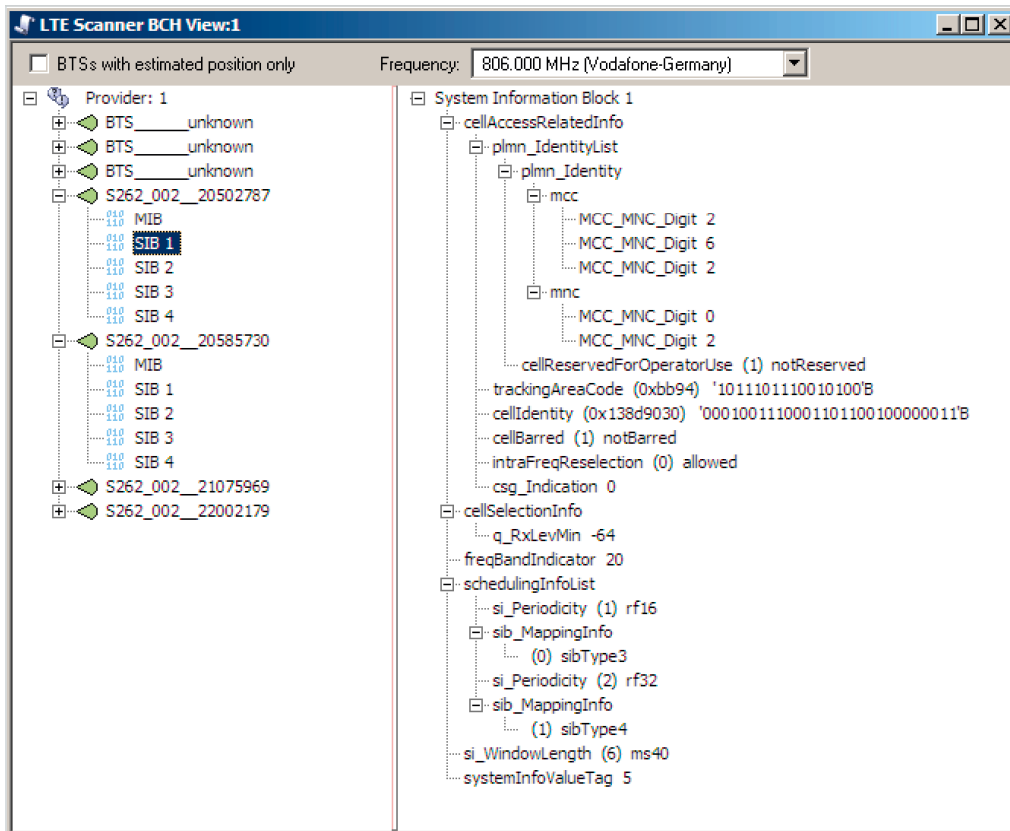 LTE Scanner BCH View:1
BTSs with estimated position only
Frequency: 806.000 MHz (Vodafone-Germany)
Provider: 1
BTS______unknown
BTS______unknown
BTS______unknown
S262_002__20502787
MIB
SIB 1
SIB 2
SIB 3
SIB 4
S262_002__20585730
MIB
SIB 1
SIB 2
SIB 3
SIB 4
S262_002__21075969
S262_002__22002179
System Information Block 1
cellAccessRelatedInfo
plmn_IdentityList
plmn_Identity
mcc
MCC_MNC_Digit 2
MCC_MNC_Digit 6
MCC_MNC_Digit 2
mnc
MCC_MNC_Digit 0
MCC_MNC_Digit 2
cellReservedForOperatorUse (1) notReserved
trackingAreaCode (0xbb94) '1011101110010100'B
cellIdentity (0x138d9030) '0001001110001101100100000011'B
cellBarred (1) notBarred
intraFreqReselection (0) allowed
csg_Indication 0
cellSelectionInfo
q_RxLevMin -64
freqBandIndicator 20
schedulingInfoList
si_Periodicity (1) rf16
sib_MappingInfo
(0) sibType3
si_Periodicity (2) rf32
sib_MappingInfo
(1) sibType4
si_WindowLength (6) ms40
systemInfoValueTag 5